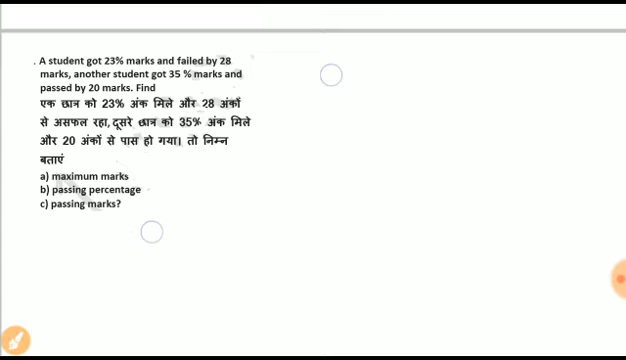 . A student got 23% marks and failed by 28
marks, another student got 35 % marks and
passed by 20 marks. Find
एक छात्र को 23% अंक मिले और 28 अंकों
से असफल रहा, दूसरे छात्र को 35% अंक मिले
और 20 अंकों से पास हो गया। तो निम्न
बताएं
a) maximum marks
b) passing percentage
c) passing marks?